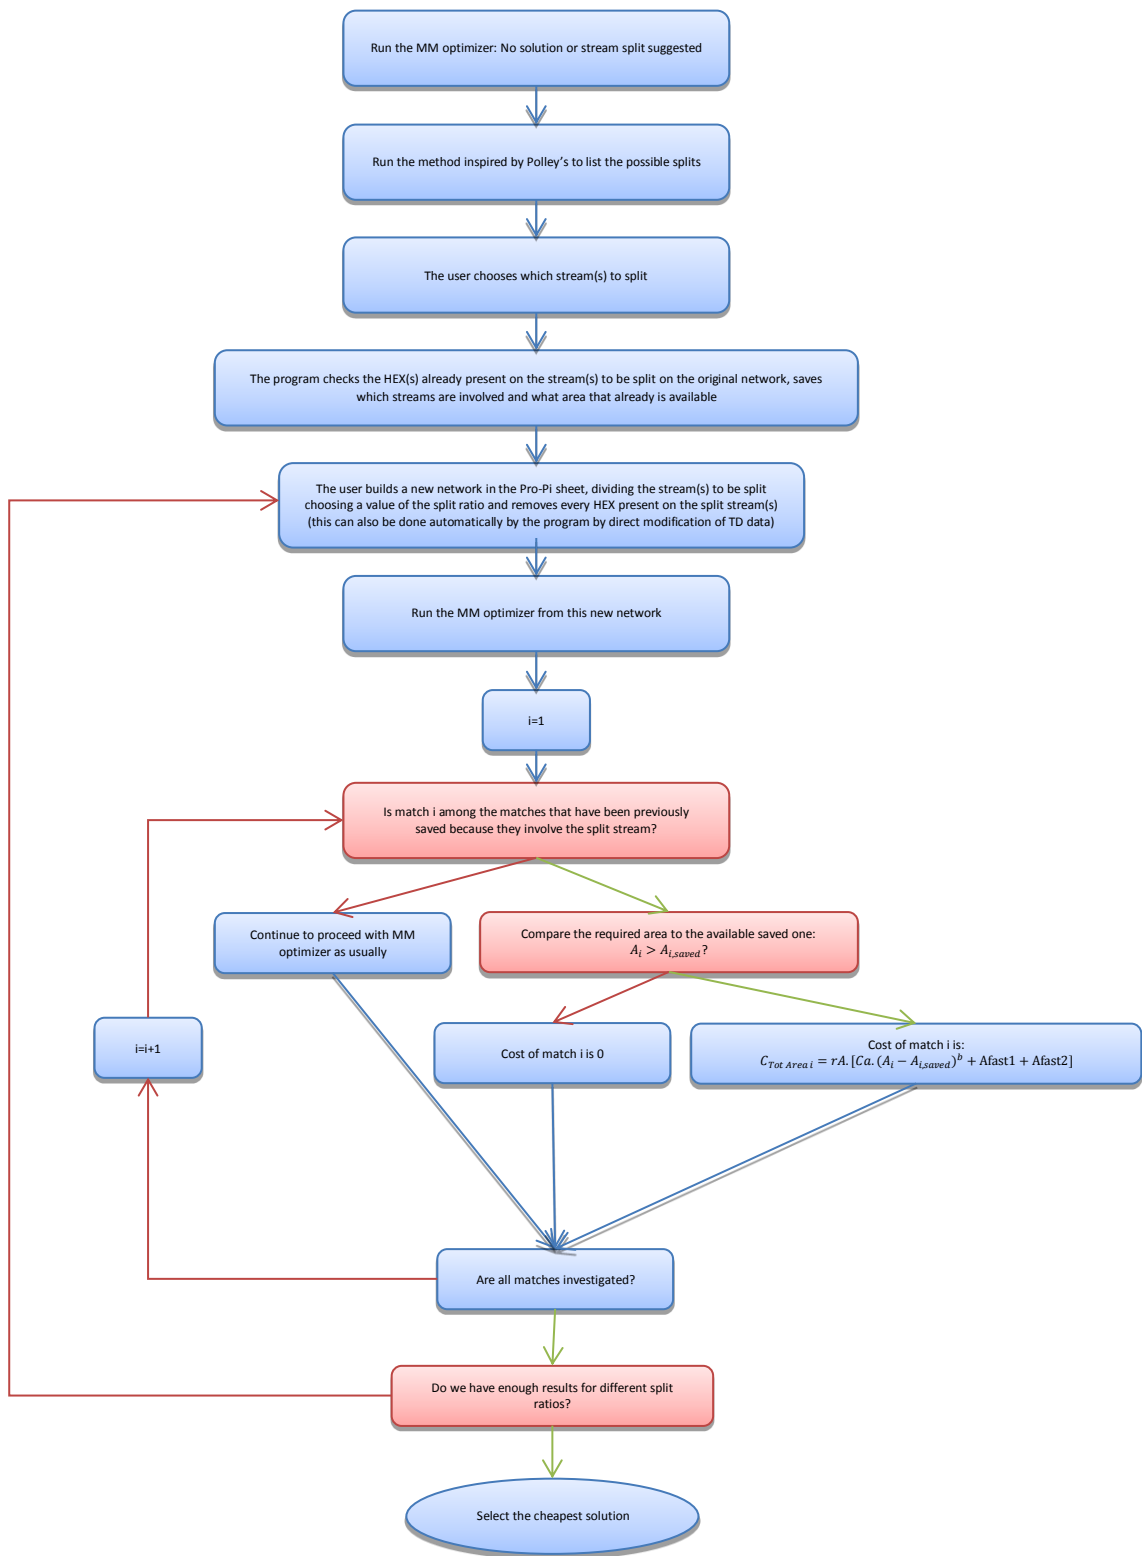 Run the MM optimizer: No solution or stream split suggested
Run the method inspired by Polley's to list the possible splits
The user chooses which stream(s) to split
The program checks the HEX(s) already present on the stream(s) to be split on the original network, saves
which streams are involved and what area that already is available
The user builds a new network in the Pro-Pi sheet, dividing the stream(s) to be split
choosing a value of the split ratio and removes every HEX present on the split stream(s)
(this can also be done automatically by the program by direct modification of TD data)
Run the MM optimizer from this new network
i=1
Is match i among the matches that have been previously
saved because they involve the split stream?
Continue to proceed with MM
optimizer as usually
Compare the required area to the available saved one:
$A_i > A_{i,saved}$?
i=i+1
Cost of match i is 0
Cost of match i is:
$C_{Tot\ Area\ i} = rA.[Ca.(A_i - A_{i,saved})^b + Afast1 + Afast2]$
Are all matches investigated?
Do we have enough results for different split
ratios?
Select the cheapest solution